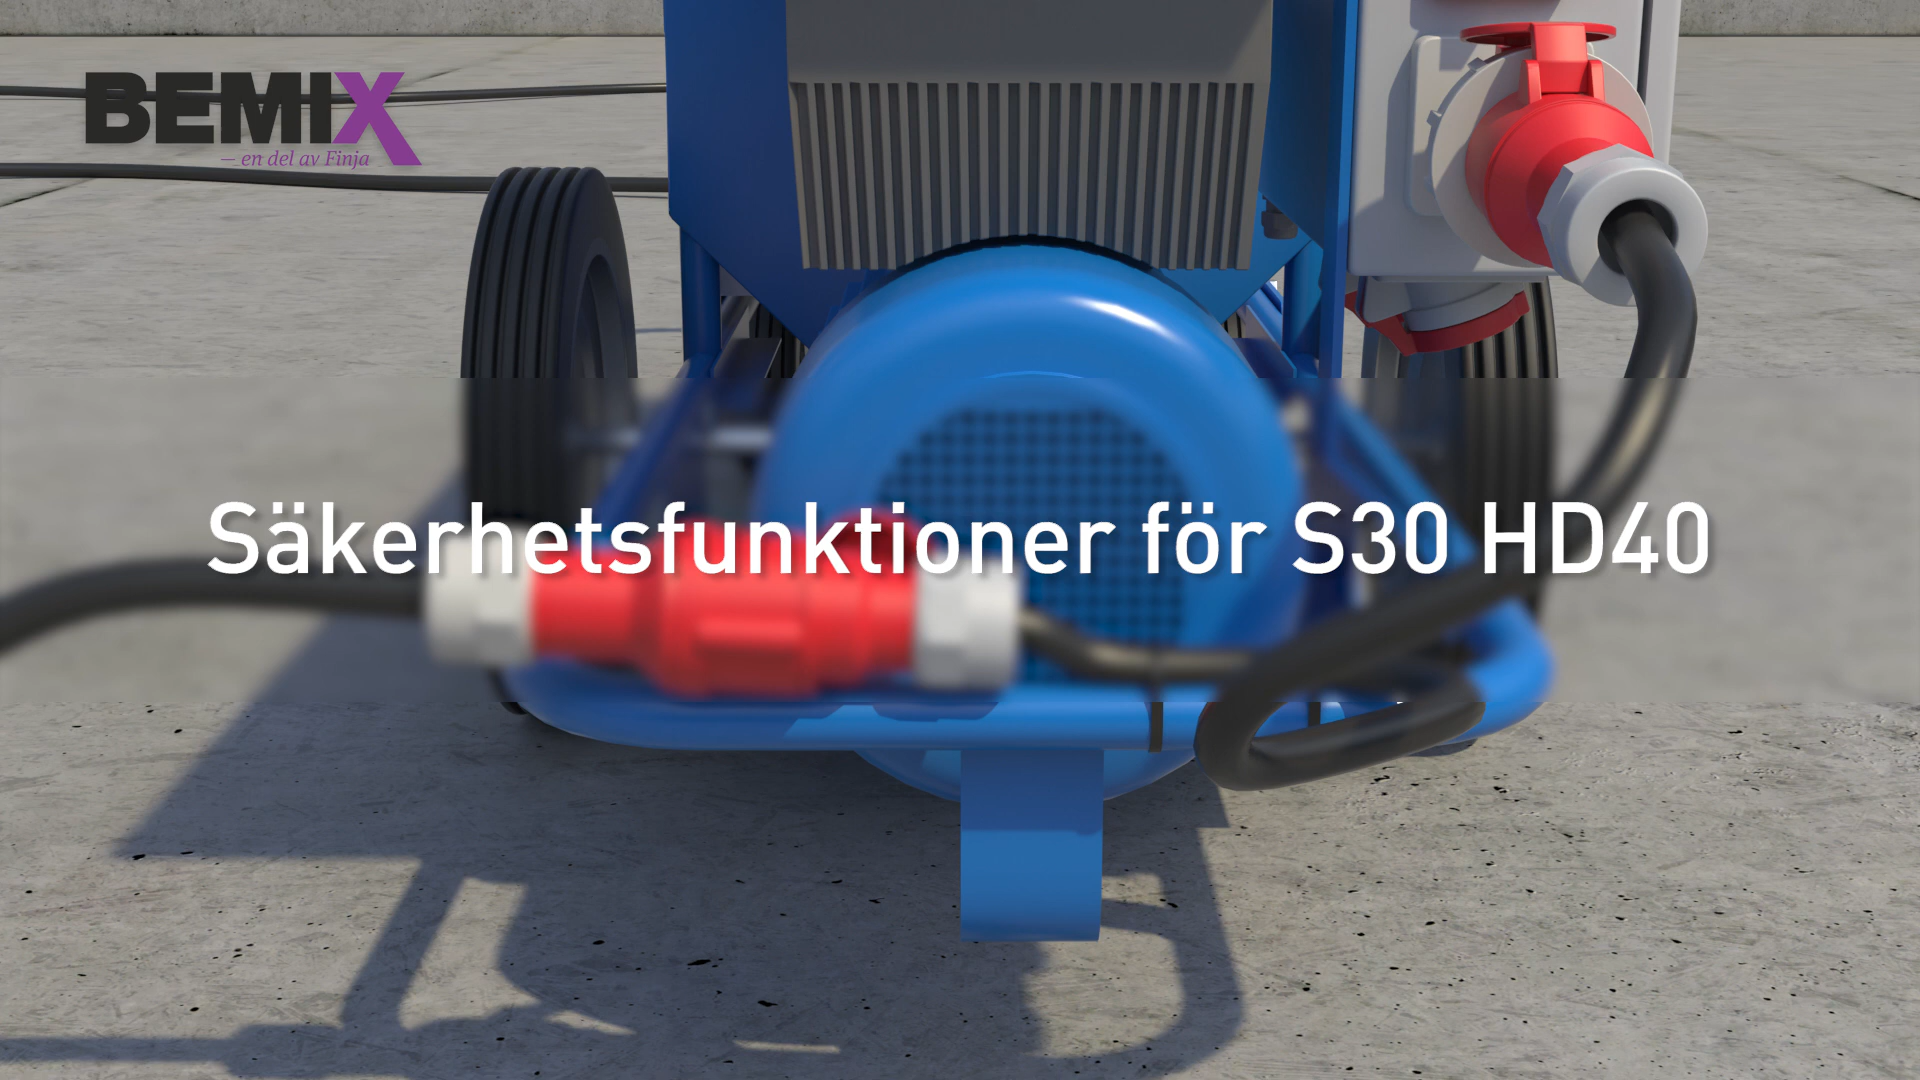 BEMIX
– en del av Finja
Säkerhetsfunktioner för S30 HD40